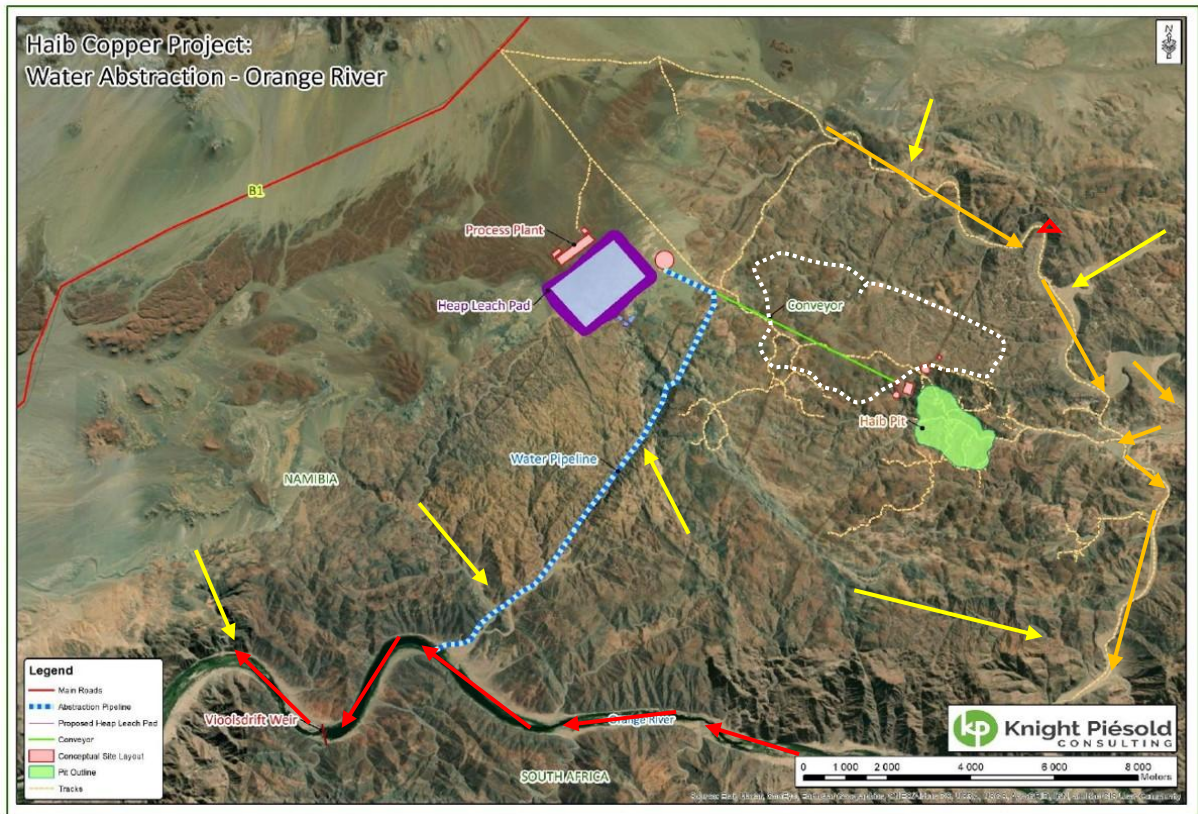 Haib Copper Project:
Water Abstraction - Orange River
N
B1
Process Plant
Heap Leach Pad
Conveyor
Haib Pit
Water Pipeline
NAMIBIA
Vioolsdrift Weir
Orange River
SOUTH AFRICA
Legend
Main Roads
Abstraction Pipeline
Proposed Heap Leach Pad
Conveyor
Conceptual Site Layout
Pit Outline
Tracks
kp Knight Piésold
CONSULTING
0 1 000 2 000 4 000 6 000 8 000
Meters